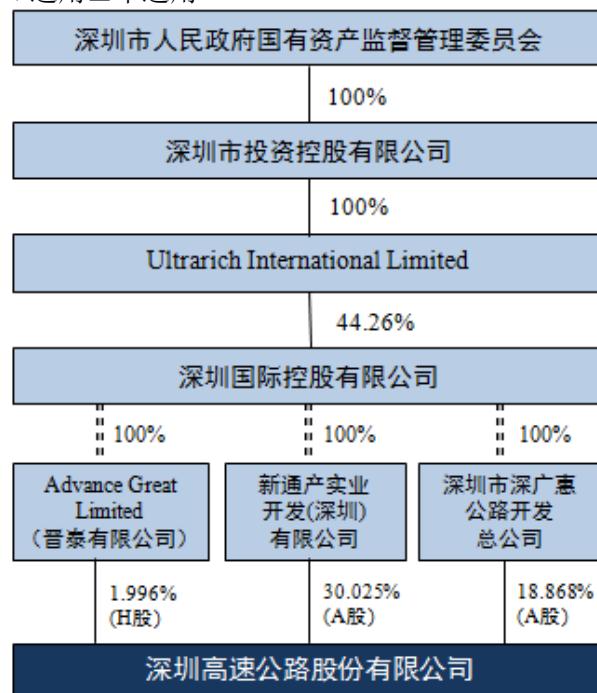 深圳市人民政府国有资产监督管理委员会
100%
深圳市投资控股有限公司
100%
Ultrarich International Limited
44.26%
深圳国际控股有限公司
100%
100%
100%
Advance Great
Limited
（晋泰有限公司）
新通产实业
开发(深圳)
有限公司
深圳市深广惠
公路开发
总公司
1.996%
(H股)
30.025%
(A股)
18.868%
(A股)
深圳高速公路股份有限公司